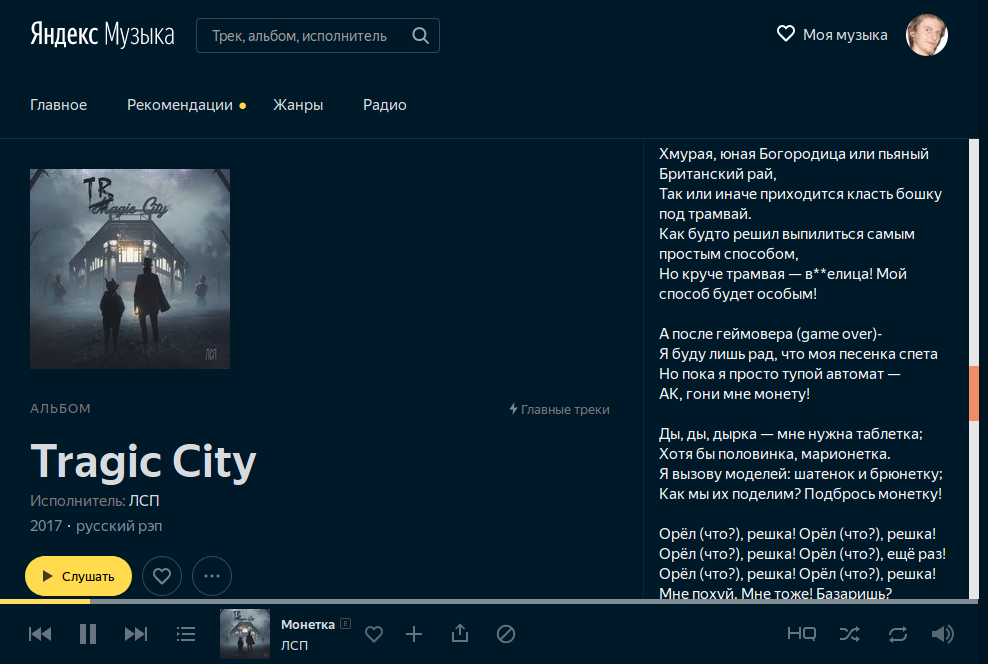 Яндекс Музыка
Трек, альбом, исполнитель
Моя музыка
Главное
Рекомендации
Жанры
Радио
TR
Tragic City
ЛСП
АЛЬБОМ
Главные треки
Tragic City
Исполнитель: ЛСП
2017 · русский рэп
Слушать
Хмурая, юная Богородица или пьяный
Британский рай,
Так или иначе приходится класть бошку
под трамвай.
Как будто решил выпилиться самым
простым способом,
Но круче трамвая — в**елица! Мой
способ будет особым!
А после геймовера (game over)-
Я буду лишь рад, что моя песенка спета
Но пока я просто тупой автомат —
АК, гони мне монету!
Ды, ды, дырка — мне нужна таблетка;
Хотя бы половинка, марионетка.
Я вызову моделей: шатенок и брюнетку;
Как мы их поделим? Подбрось монетку!
Орёл (что?), решка! Орёл (что?), решка!
Орёл (что?), решка! Орёл (что?), ещё раз!
Орёл (что?), решка! Орёл (что?), решка!
Мне похуй. Мне тоже! Базаришь?
Монетка E
ЛСП
HQ